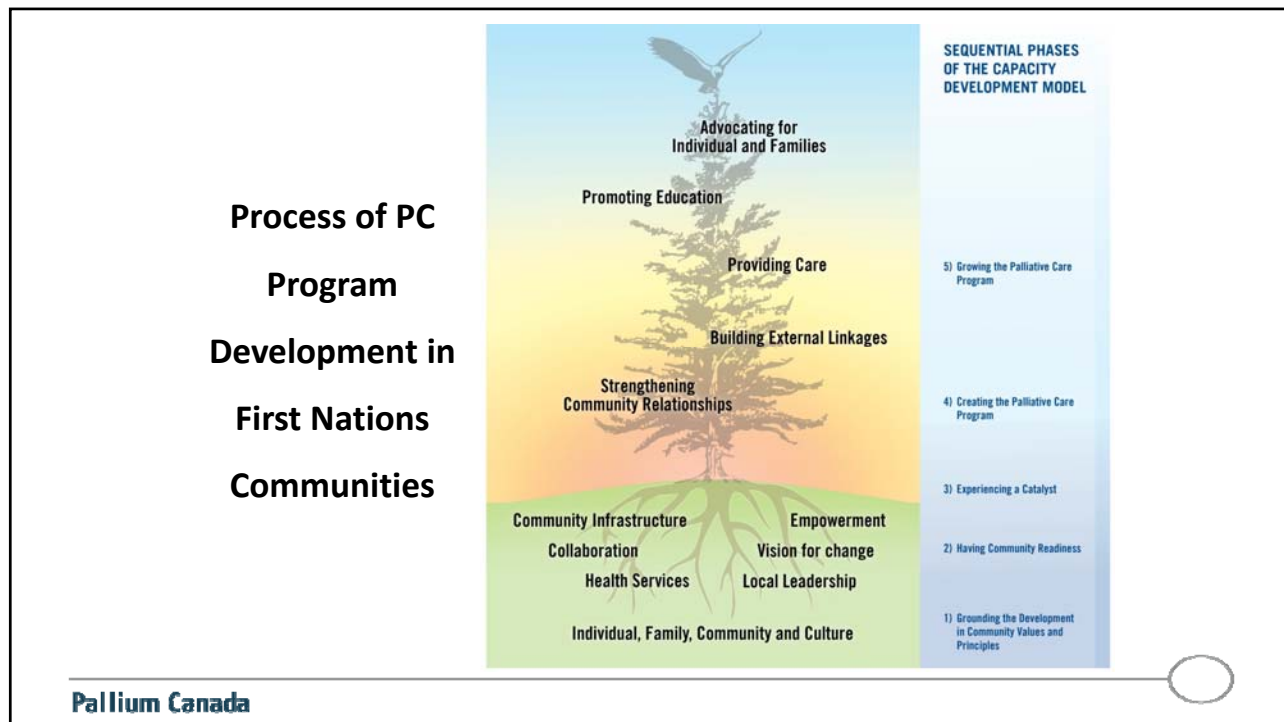 Process of PC
Program
Development in
First Nations
Communities
Advocating for
Individual and Families
Promoting Education
Providing Care
Building External Linkages
Strengthening
Community Relationships
Community Infrastructure
Empowerment
Collaboration
Vision for change
Health Services
Local Leadership
Individual, Family, Community and Culture
SEQUENTIAL PHASES
OF THE CAPACITY
DEVELOPMENT MODEL
5) Growing the Palliative Care
Program
4) Creating the Palliative Care
Program
3) Experiencing a Catalyst
2) Having Community Readiness
1) Grounding the Development
in Community Values and
Principles
Pallium Canada